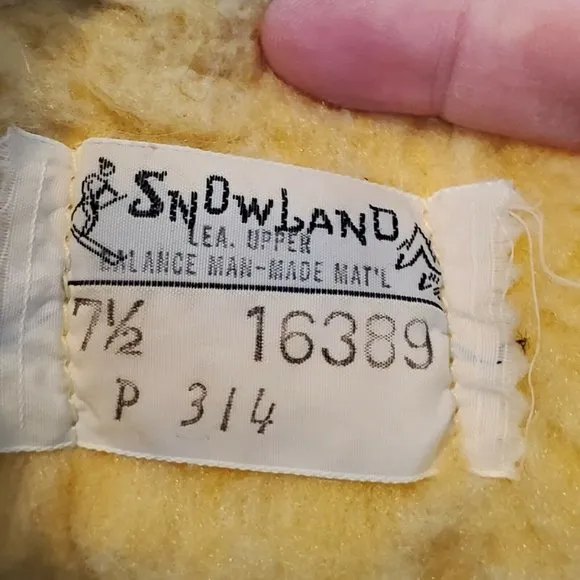 SNOWLAND
LEA. UPPER
BALANCE MAN-MADE MAT'L
7½ 16389
P 314